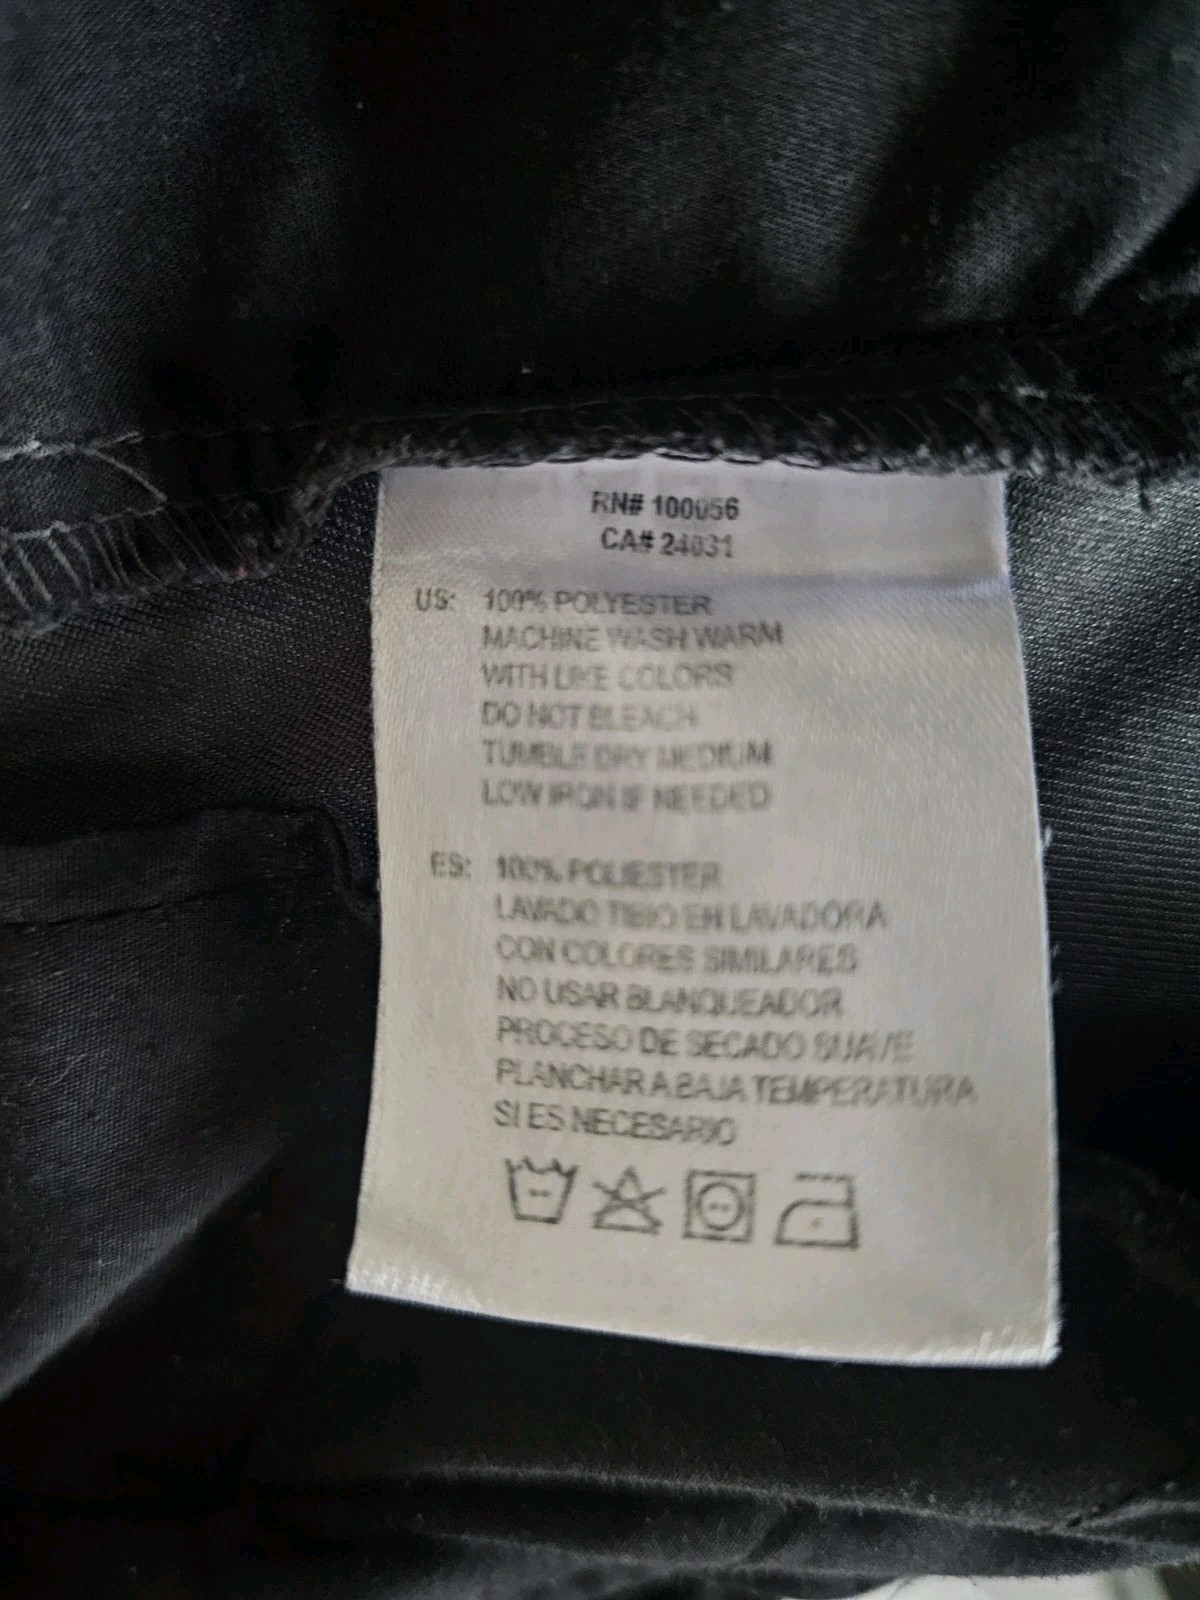 RN# 100056
CA# 24031
US: 100% POLYESTER
MACHINE WASH WARM
WITH LIKE COLORS
DO NOT BLEACH
TUMBLE DRY MEDIUM
LOW IRON IF NEEDED
ES: 100% POLIESTER
LAVADO TIBIO EN LAVADORA
CON COLORES SIMILARES
NO USAR BLANQUEADOR
PROCESO DE SECADO SUAVE
PLANCHAR A BAJA TEMPERATURA
SI ES NECESARIO